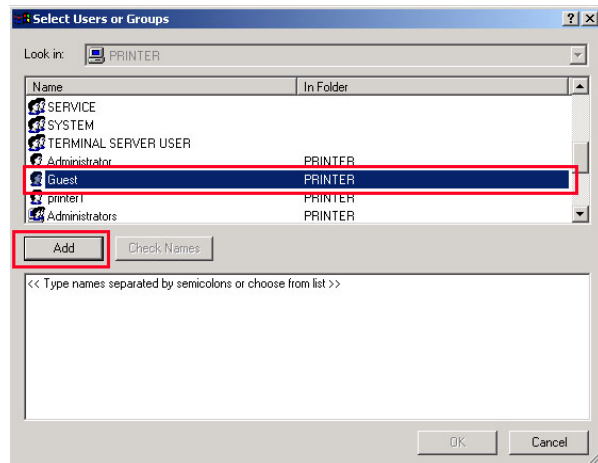 Select Users or Groups
Look in: PRINTER
Name In Folder
SERVICE
SYSTEM
TERMINAL SERVER USER
Administrator PRINTER
Guest PRINTER
printer1 PRINTER
Administrators PRINTER
Add Check Names
<< Type names separated by semicolons or choose from list >>
OK Cancel